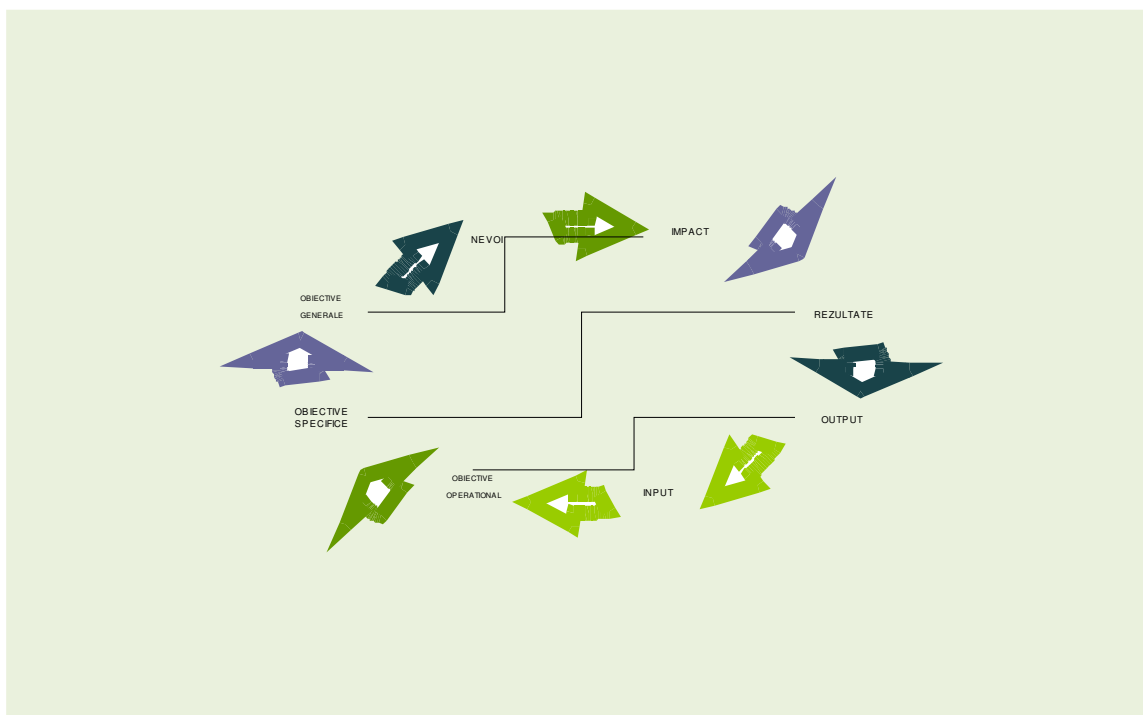 NEVOI
IMPACT
OBIECTIVE
GENERALE
REZULTATE
OBIECTIVE
SPECIFICE
OUTPUT
OBIECTIVE
OPERATIONAL
INPUT